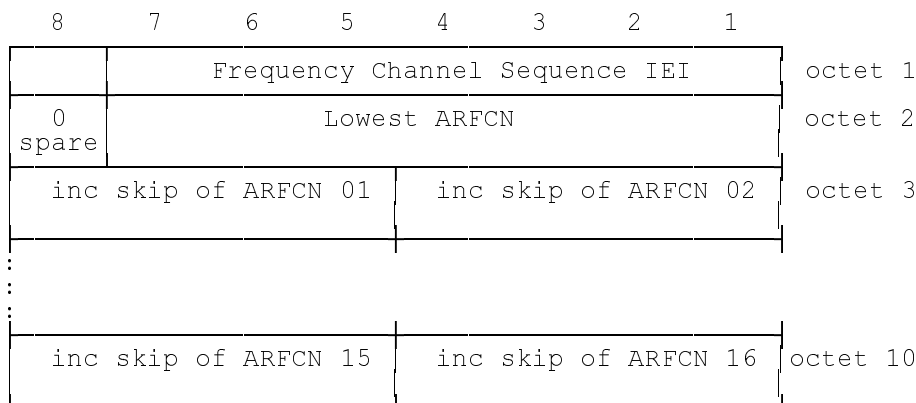 8 7 6 5 4 3 2 1
Frequency Channel Sequence IEI octet 1
0 Lowest ARFCN octet 2
spare
inc skip of ARFCN 01 inc skip of ARFCN 02 octet 3
:
:
:
inc skip of ARFCN 15 inc skip of ARFCN 16 octet 10